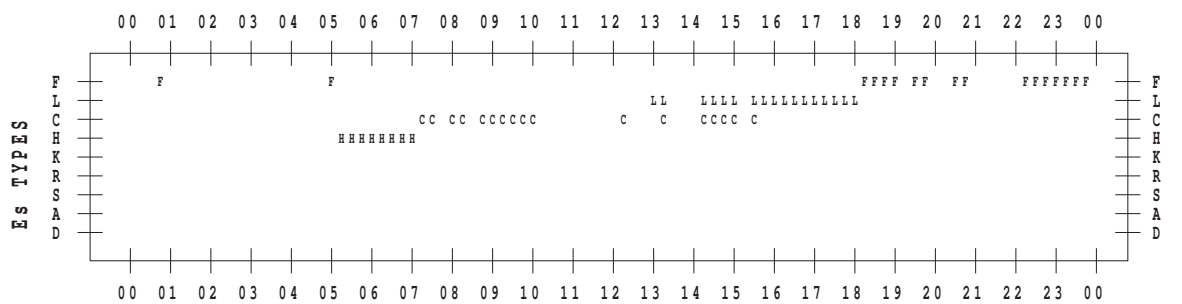 00 01 02 03 04 05 06 07 08 09 10 11 12 13 14 15 16 17 18 19 20 21 22 23 00
F F F FFFF FF FF FFFFFFF F
L LL LLLL LLLLLLLLLLL L
C CC CC CCCCCC C C CCCC C C
H HHHHHHHH H
K K
R R
S S
A A
D D
Es TYPES
00 01 02 03 04 05 06 07 08 09 10 11 12 13 14 15 16 17 18 19 20 21 22 23 00